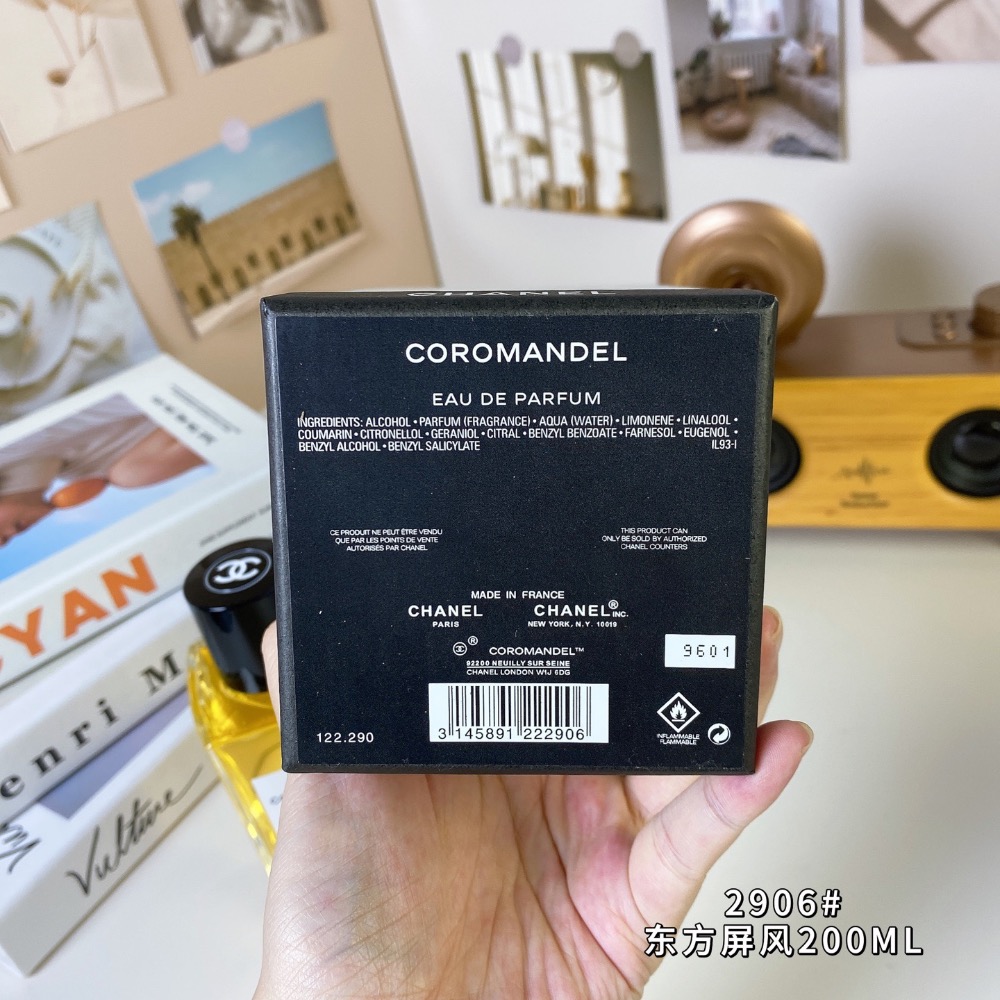 CHANEL
COROMANDEL
EAU DE PARFUM
INGREDIENTS: ALCOHOL • PARFUM (FRAGRANCE) • AQUA (WATER) • LIMONENE • LINALOOL •
COUMARIN • CITRONELLOL • GERANIOL • CITRAL • BENZYL BENZOATE • FARNESOL • EUGENOL •
BENZYL ALCOHOL • BENZYL SALICYLATE IL93-I
CE PRODUIT NE PEUT ÊTRE VENDU
QUE PAR LES POINTS DE VENTE
AUTORISÉS PAR CHANEL
THIS PRODUCT CAN
ONLY BE SOLD BY AUTHORIZED
CHANEL COUNTERS
MADE IN FRANCE
CHANEL CHANEL® INC.
PARIS NEW YORK, N.Y. 10019
® COROMANDEL™
92200 NEUILLY SUR SEINE
CHANEL LONDON W1J 6DG
9601
3 145891 222906
122.290
INFLAMMABLE
FLAMMABLE
YAN
enri M
Vulture
2906#
东方屏风200ML